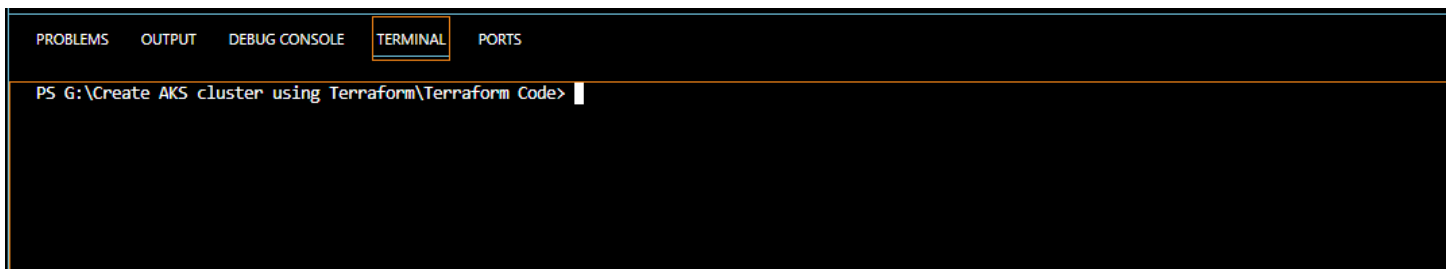 PROBLEMS OUTPUT DEBUG CONSOLE TERMINAL PORTS
PS G:\Create AKS cluster using Terraform\Terraform Code>